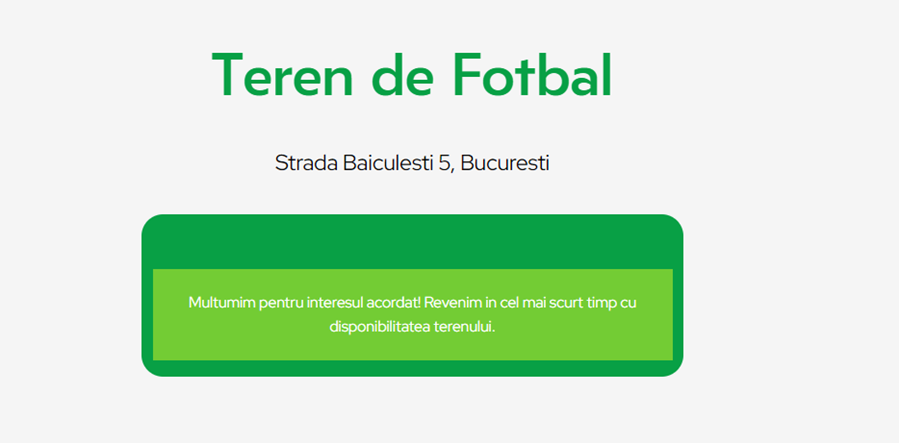 Teren de Fotbal
Strada Baiculesti 5, Bucuresti
Multumim pentru interesul acordat! Revenim in cel mai scurt timp cu
disponibilitatea terenului.